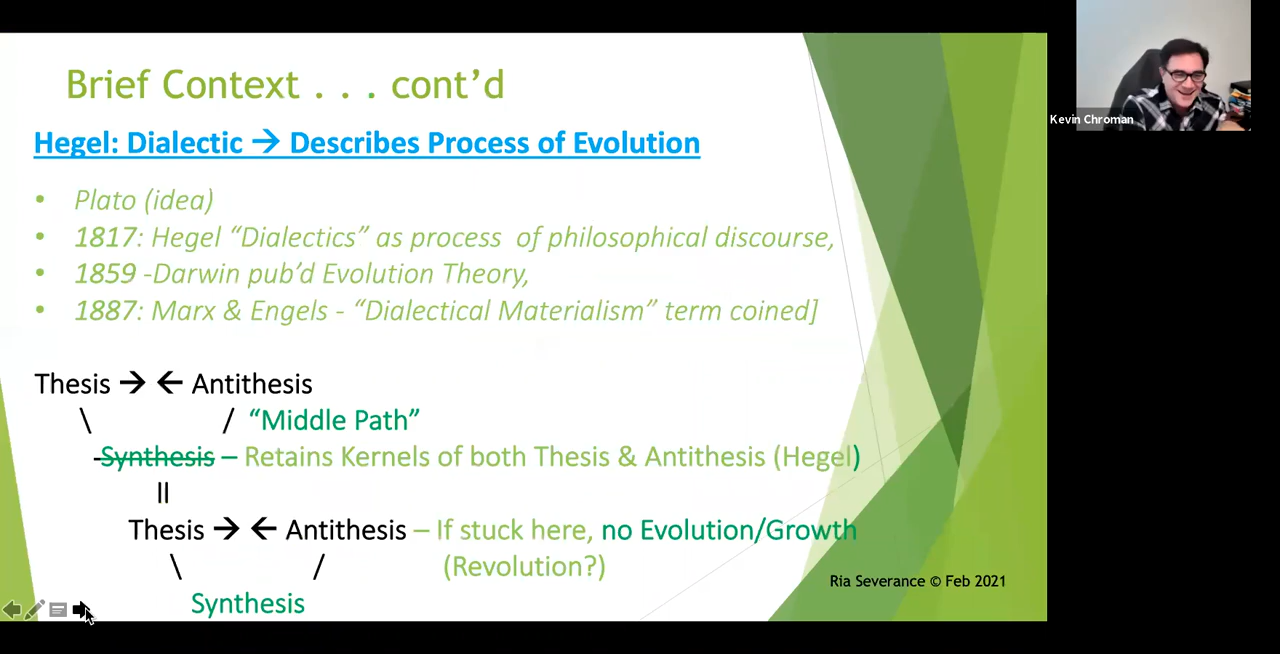 Brief Context . . . cont’d
Hegel: Dialectic → Describes Process of Evolution
• Plato (idea)
• 1817: Hegel “Dialectics” as process of philosophical discourse,
• 1859 -Darwin pub’d Evolution Theory,
• 1887: Marx & Engels - “Dialectical Materialism” term coined]
Thesis → ← Antithesis
\ / “Middle Path”
-Synthesis – Retains Kernels of both Thesis & Antithesis (Hegel)
||
Thesis → ← Antithesis – If stuck here, no Evolution/Growth
\ / (Revolution?)
Synthesis
Ria Severance © Feb 2021
Kevin Chroman